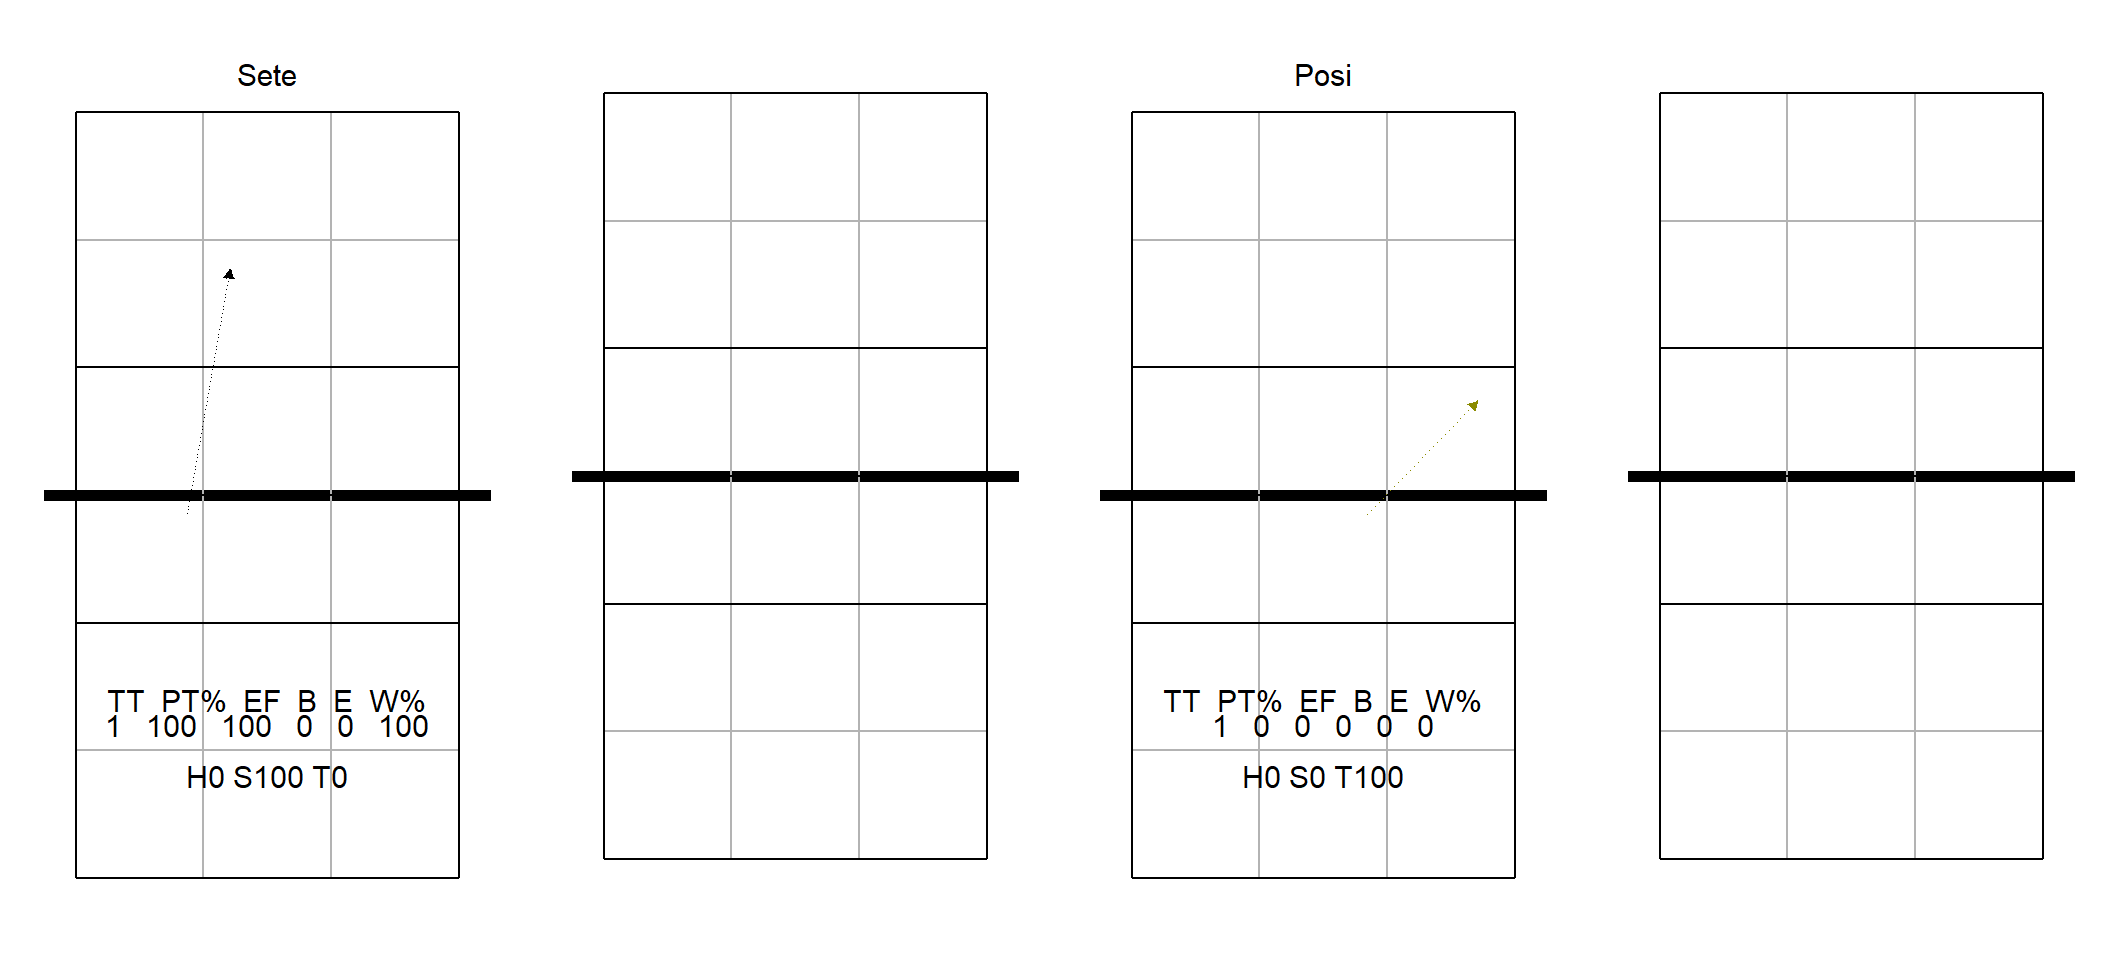 Sete
TT PT% EF B E W%
1 100 100 0 0 100
H0 S100 T0
Posi
TT PT% EF B E W%
1 0 0 0 0 0
H0 S0 T100